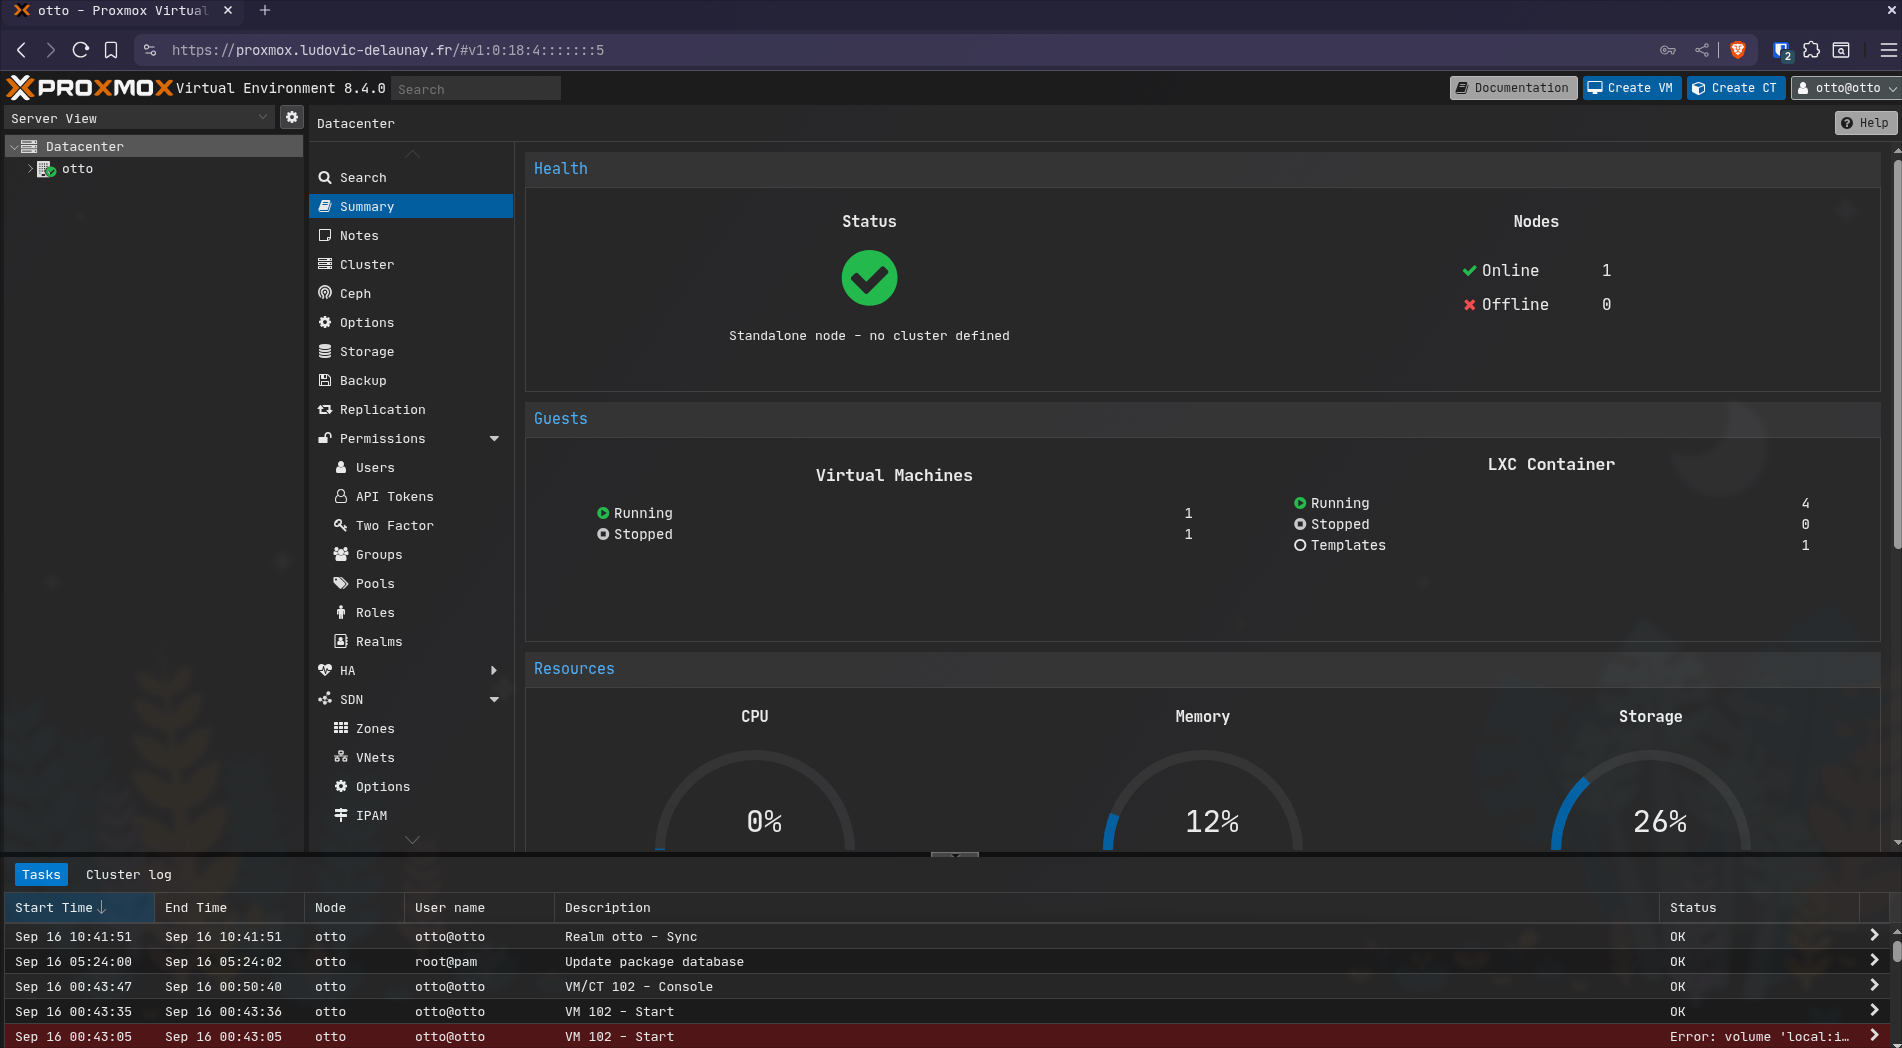 otto - Proxmox Virtual
https://proxmox.ludovic-delaunay.fr/#v1:0:18:4:::::::5
2
PROXMOX Virtual Environment 8.4.0 Search Documentation Create VM Create CT otto@otto
Server View
Datacenter
otto
Datacenter Help
Search
Summary
Notes
Cluster
Ceph
Options
Storage
Backup
Replication
Permissions
Users
API Tokens
Two Factor
Groups
Pools
Roles
Realms
HA
SDN
Zones
VNets
Options
IPAM
Health
Status
Standalone node - no cluster defined
Nodes
Online 1
Offline 0
Guests
Virtual Machines
Running 1
Stopped 1
LXC Container
Running 4
Stopped 0
Templates 1
Resources
CPU Memory Storage
0% 12% 26%
Tasks Cluster log
Start Time End Time Node User name Description Status
Sep 16 10:41:51 Sep 16 10:41:51 otto otto@otto Realm otto - Sync OK
Sep 16 05:24:00 Sep 16 05:24:02 otto root@pam Update package database OK
Sep 16 00:43:47 Sep 16 00:50:40 otto otto@otto VM/CT 102 - Console OK
Sep 16 00:43:35 Sep 16 00:43:36 otto otto@otto VM 102 - Start OK
Sep 16 00:43:05 Sep 16 00:43:05 otto otto@otto VM 102 - Start Error: volume 'local:i…